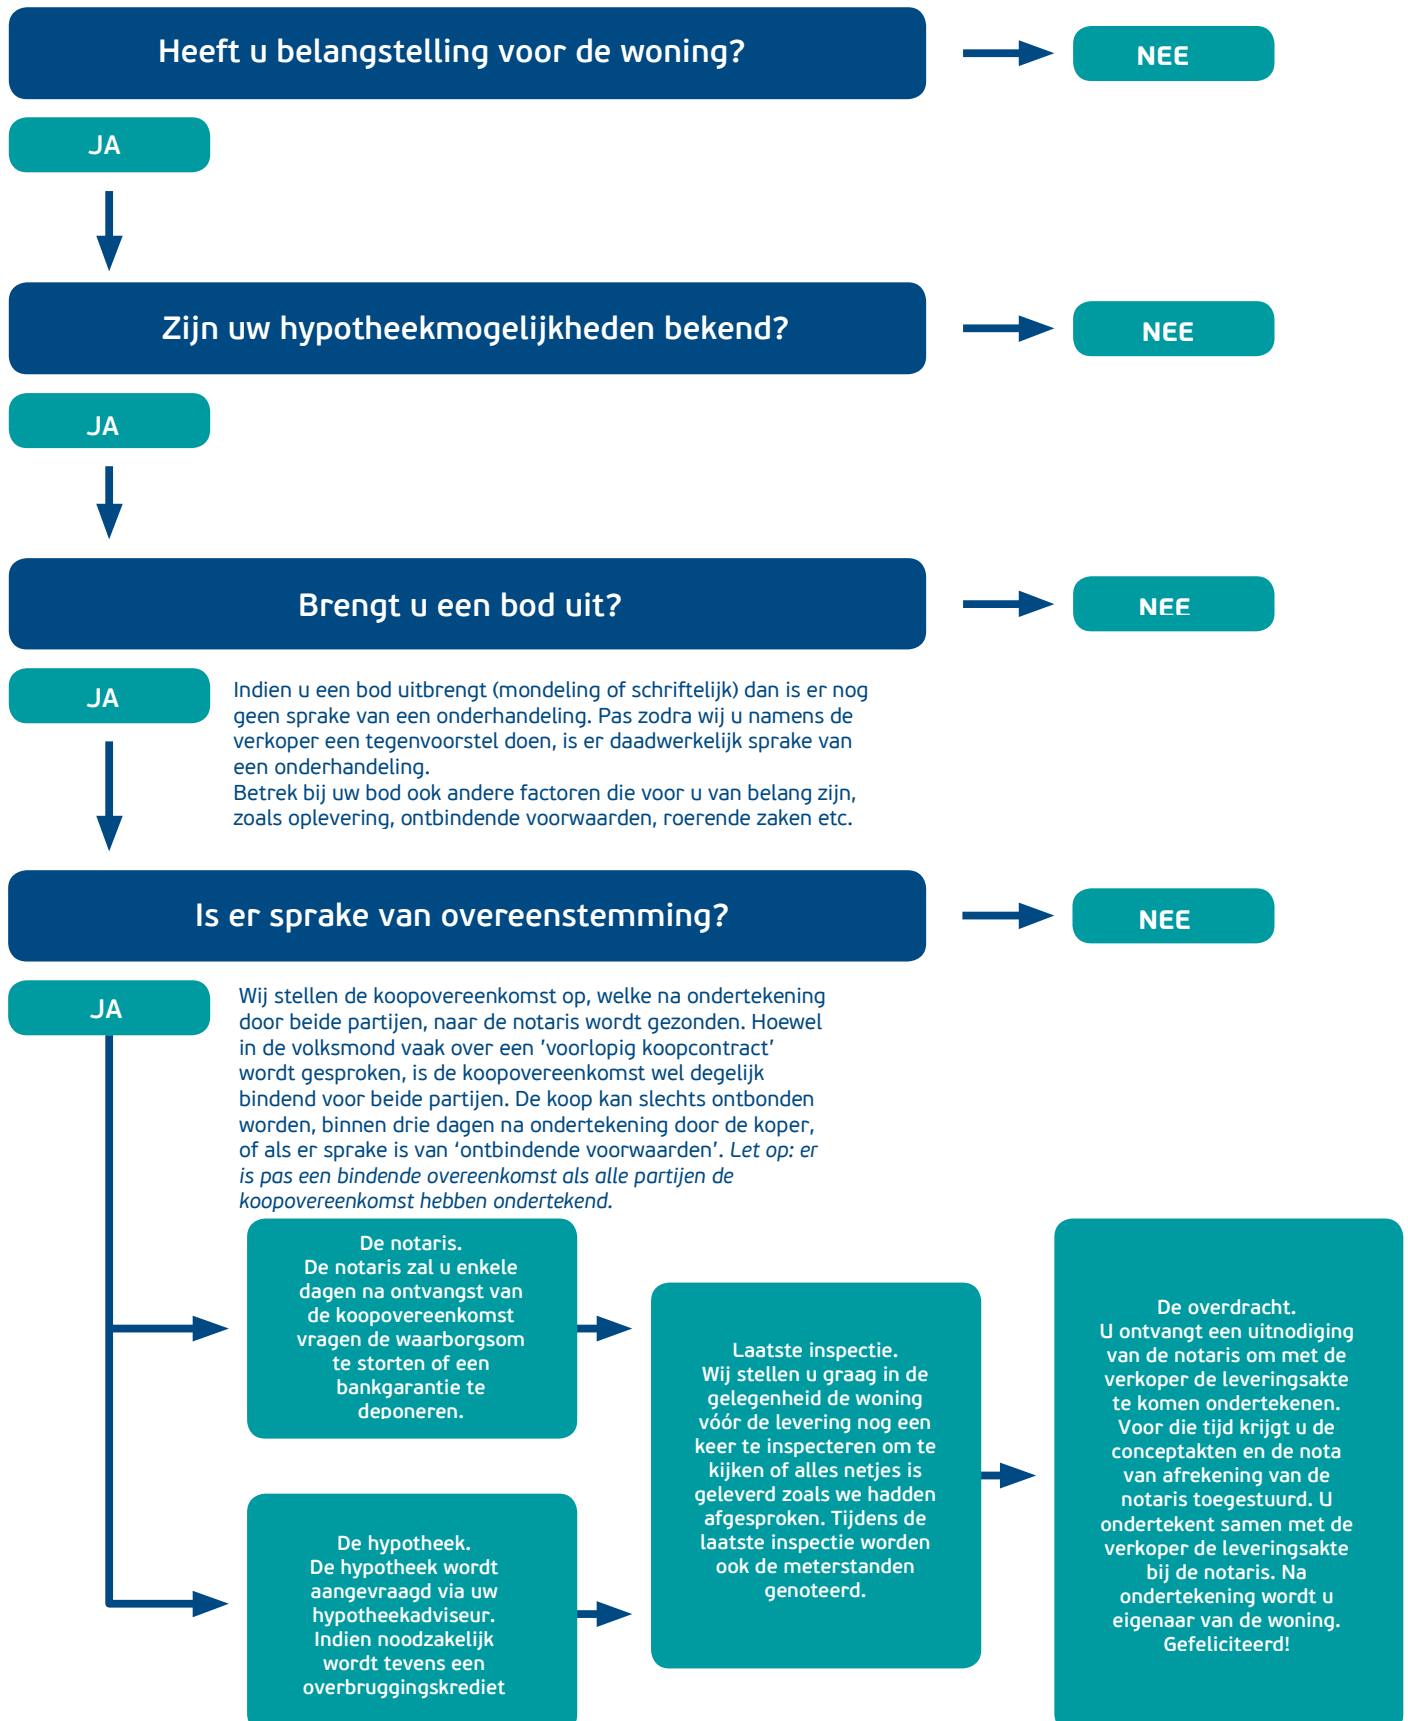 Heeft u belangstelling voor de woning?
NEE
JA
Zijn uw hypotheekmogelijkheden bekend?
NEE
JA
Brengt u een bod uit?
NEE
JA
Indien u een bod uitbrengt (mondeling of schriftelijk) dan is er nog
geen sprake van een onderhandeling. Pas zodra wij u namens de
verkoper een tegenvoorstel doen, is er daadwerkelijk sprake van
een onderhandeling.
Betrek bij uw bod ook andere factoren die voor u van belang zijn,
zoals oplevering, ontbindende voorwaarden, roerende zaken etc.
Is er sprake van overeenstemming?
NEE
JA
Wij stellen de koopovereenkomst op, welke na ondertekening
door beide partijen, naar de notaris wordt gezonden. Hoewel
in de volksmond vaak over een ’voorlopig koopcontract’
wordt gesproken, is de koopovereenkomst wel degelijk
bindend voor beide partijen. De koop kan slechts ontbonden
worden, binnen drie dagen na ondertekening door de koper,
of als er sprake is van ‘ontbindende voorwaarden’. Let op: er
is pas een bindende overeenkomst als alle partijen de
koopovereenkomst hebben ondertekend.
De notaris.
De notaris zal u enkele
dagen na ontvangst van
de koopovereenkomst
vragen de waarborgsom
te storten of een
bankgarantie te
deponeren.
De hypotheek.
De hypotheek wordt
aangevraagd via uw
hypotheekadviseur.
Indien noodzakelijk
wordt tevens een
overbruggingskrediet
Laatste inspectie.
Wij stellen u graag in de
gelegenheid de woning
vóór de levering nog een
keer te inspecteren om te
kijken of alles netjes is
geleverd zoals we hadden
afgesproken. Tijdens de
laatste inspectie worden
ook de meterstanden
genoteerd.
De overdracht.
U ontvangt een uitnodiging
van de notaris om met de
verkoper de leveringsakte
te komen ondertekenen.
Voor die tijd krijgt u de
conceptakten en de nota
van afrekening van de
notaris toegestuurd. U
ondertekent samen met de
verkoper de leveringsakte
bij de notaris. Na
ondertekening wordt u
eigenaar van de woning.
Gefeliciteerd!